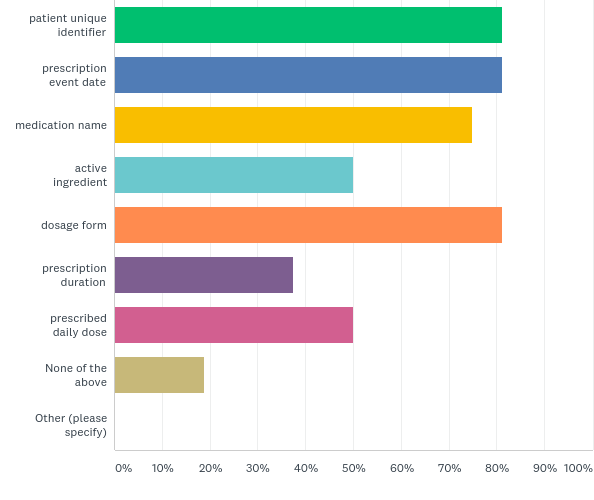 patient unique
identifier
prescription
event date
medication name
active
ingredient
dosage form
prescription
duration
prescribed
daily dose
None of the
above
Other (please
specify)
0% 10% 20% 30% 40% 50% 60% 70% 80% 90% 100%